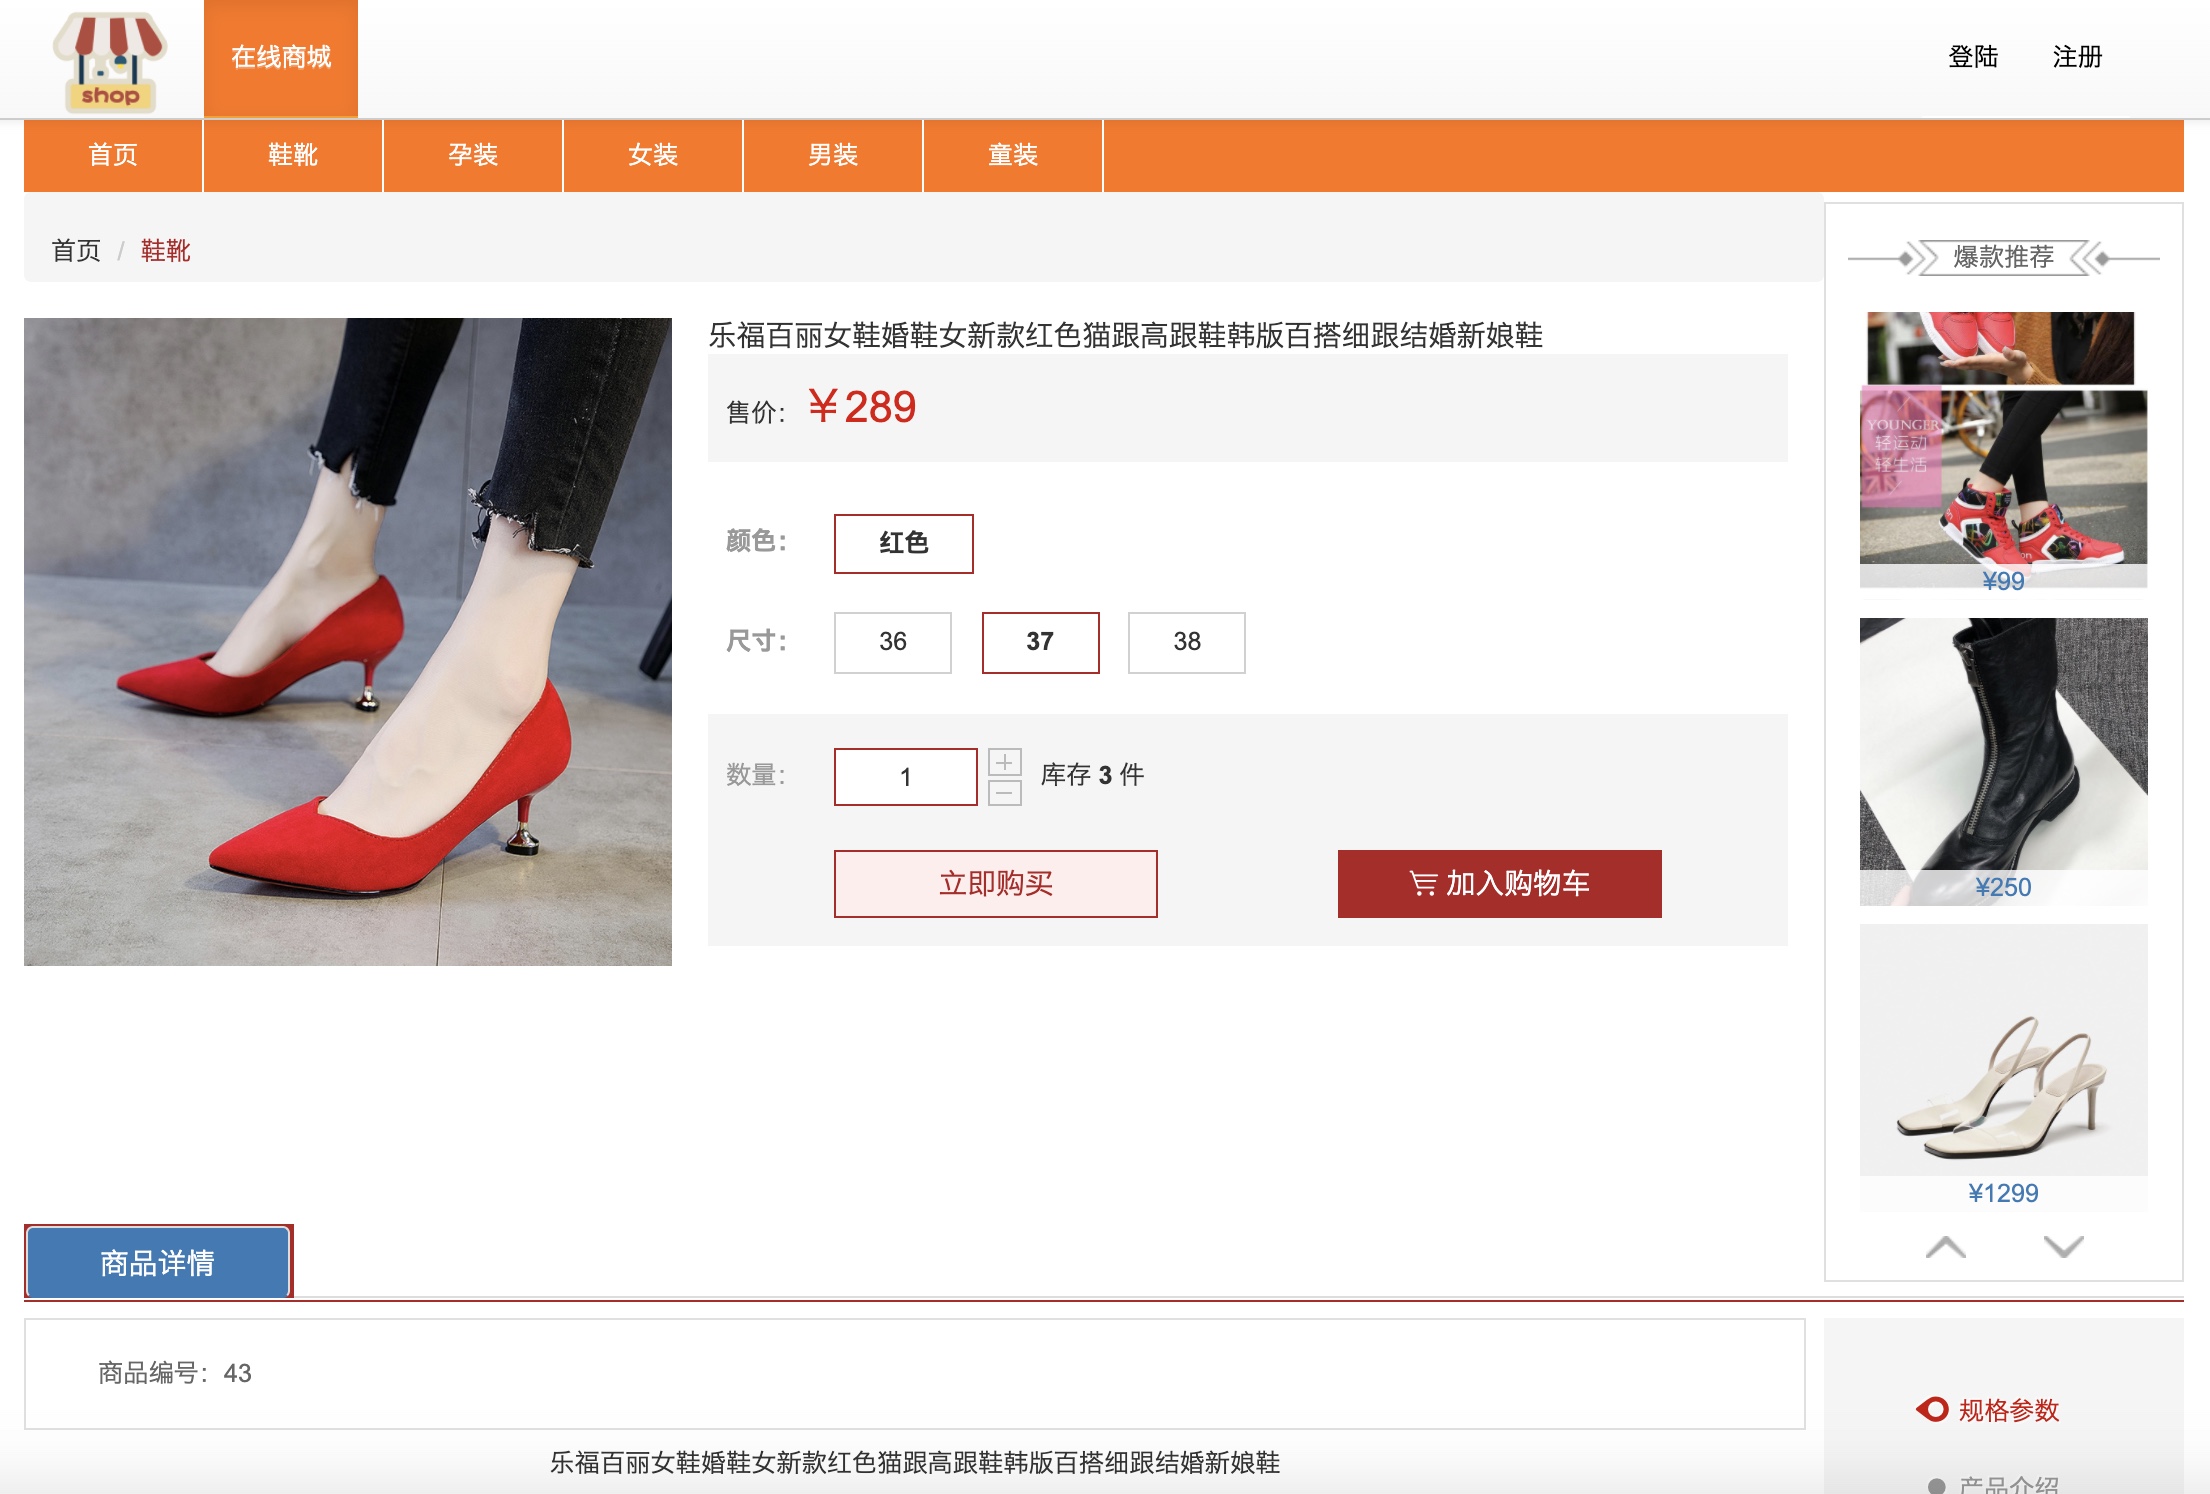 shop
在线商城
登陆 注册
首页 鞋靴 孕装 女装 男装 童装
首页 / 鞋靴
乐福百丽女鞋婚鞋女新款红色猫跟高跟鞋韩版百搭细跟结婚新娘鞋
售价： ￥289
颜色： 红色
尺寸： 36 37 38
数量： 1 库存 3 件
立即购买 加入购物车
爆款推荐
YOUNGER
轻运动
轻生活
¥99
¥250
¥1299
商品详情
商品编号：43
乐福百丽女鞋婚鞋女新款红色猫跟高跟鞋韩版百搭细跟结婚新娘鞋
规格参数
产品介绍